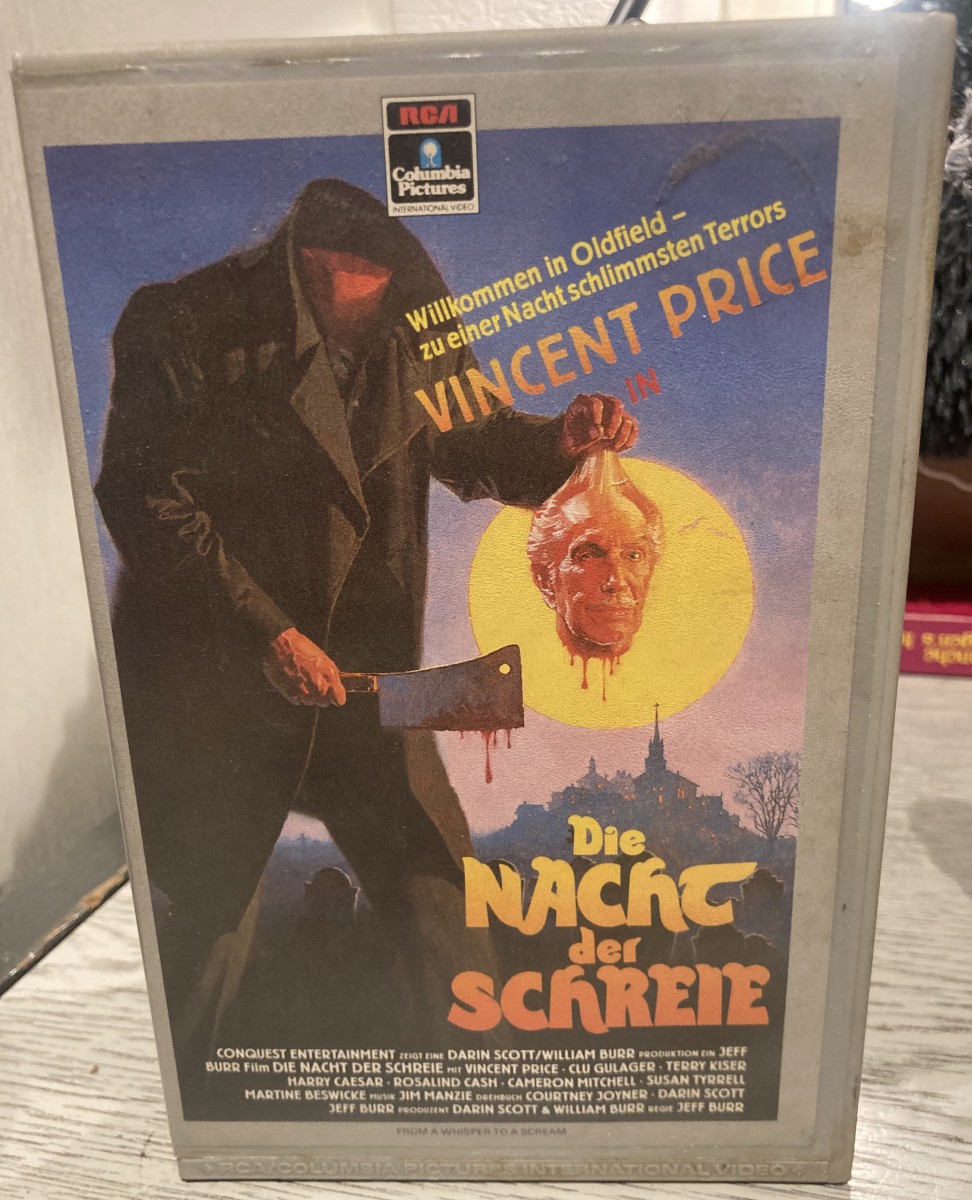 RCA
Columbia
Pictures
INTERNATIONAL VIDEO
Willkommen in Oldfield –
zu einer Nacht schlimmsten Terrors
VINCENT PRICE
IN
Die
NACHT
der
SCHREIE
CONQUEST ENTERTAINMENT ZEIGT EINE DARIN SCOTT/WILLIAM BURR PRODUKTION EIN JEFF
BURR Film DIE NACHT DER SCHREIE MIT VINCENT PRICE · CLU GULAGER · TERRY KISER
HARRY CAESAR · ROSALIND CASH · CAMERON MITCHELL · SUSAN TYRRELL
MARTINE BESWICKE MUSIK JIM MANZIE DREHBUCH COURTNEY JOYNER · DARIN SCOTT
JEFF BURR PRODUZENT DARIN SCOTT & WILLIAM BURR REGIE JEFF BURR
FROM A WHISPER TO A SCREAM
RCA/COLUMBIA PICTURES INTERNATIONAL VIDEO